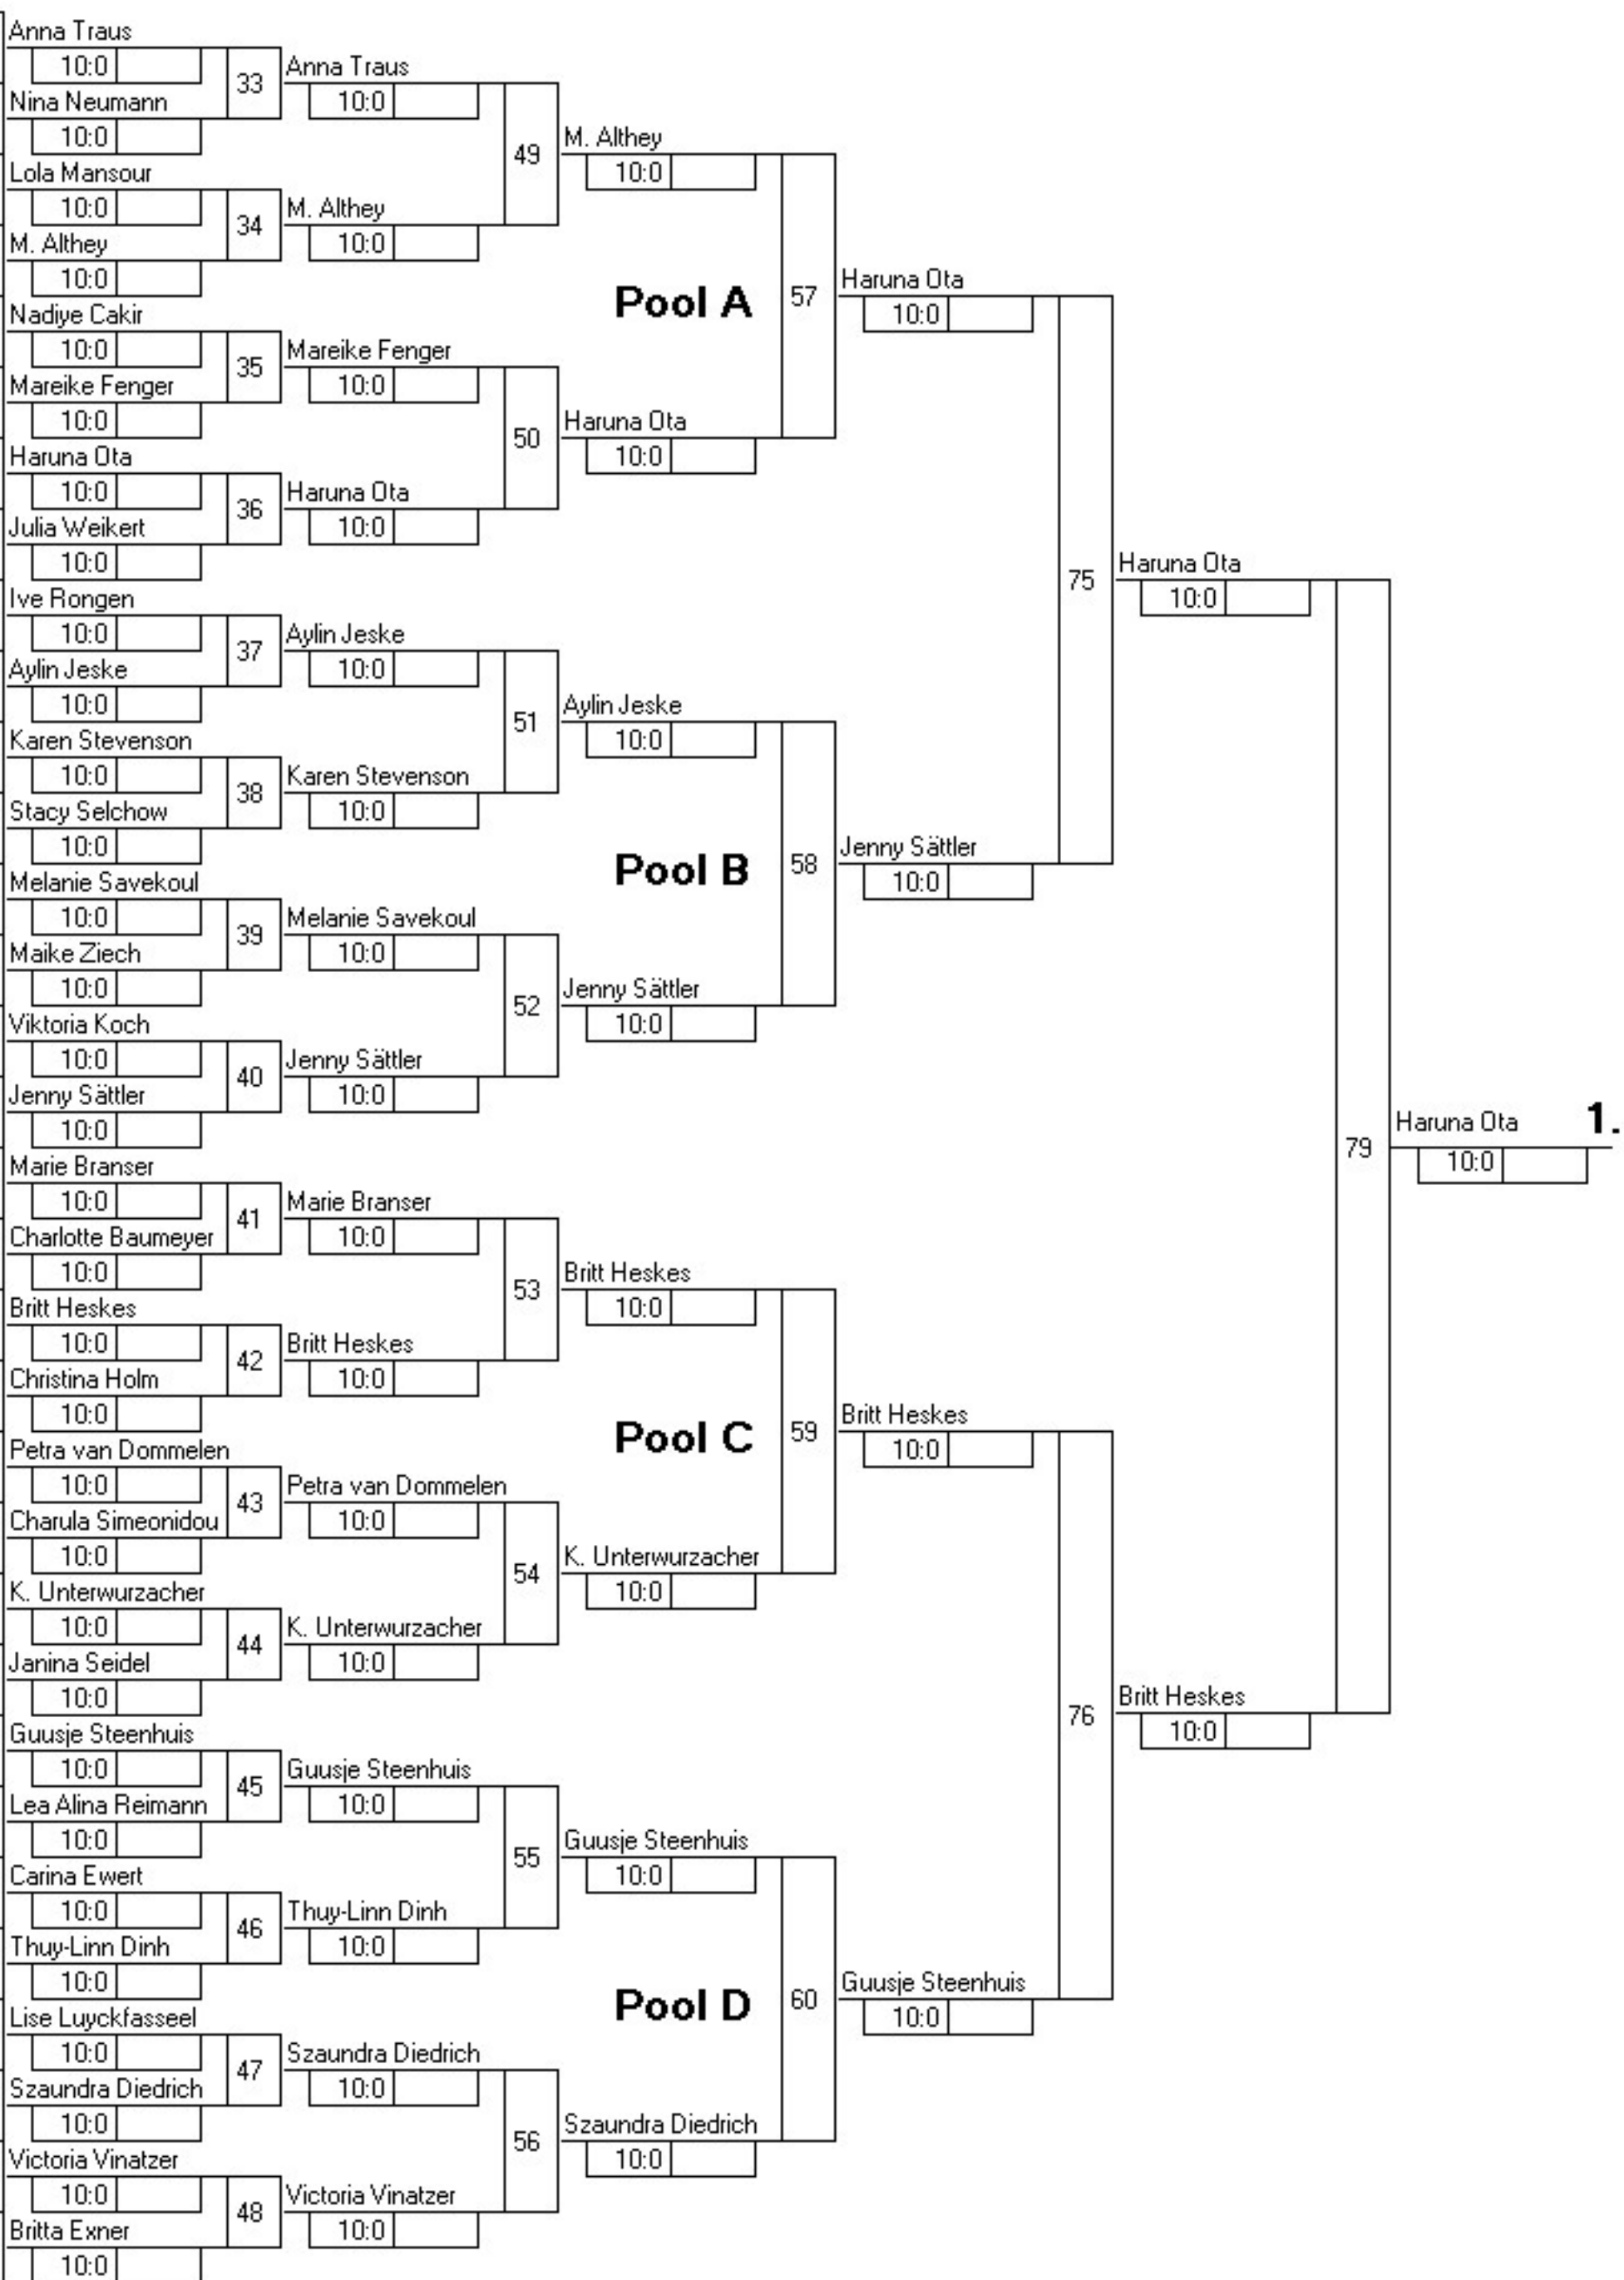 Anna Traus
10:0
33
Anna Traus
10:0
Nina Neumann
10:0
49
M. Althey
10:0
Lola Mansour
10:0
34
M. Althey
10:0
M. Althey
10:0
Pool A
57
Haruna Ota
10:0
Nadiye Cakir
10:0
35
Mareike Fenger
10:0
Mareike Fenger
10:0
50
Haruna Ota
10:0
Haruna Ota
10:0
36
Haruna Ota
10:0
Julia Weikert
10:0
75
Haruna Ota
10:0
Ive Rongen
10:0
37
Aylin Jeske
10:0
Aylin Jeske
10:0
51
Aylin Jeske
10:0
Karen Stevenson
10:0
38
Karen Stevenson
10:0
Stacy Selchow
10:0
Pool B
58
Jenny Sättler
10:0
Melanie Savekoul
10:0
39
Melanie Savekoul
10:0
Maike Ziech
10:0
52
Jenny Sättler
10:0
Viktoria Koch
10:0
40
Jenny Sättler
10:0
Jenny Sättler
10:0
79
Haruna Ota 1.
10:0
Marie Branser
10:0
41
Marie Branser
10:0
Charlotte Baumeyer
10:0
53
Britt Heskes
10:0
Britt Heskes
10:0
42
Britt Heskes
10:0
Christina Holm
10:0
Pool C
59
Britt Heskes
10:0
Petra van Dommelen
10:0
43
Petra van Dommelen
10:0
Charula Simeonidou
10:0
54
K. Unterwurzacher
10:0
K. Unterwurzacher
10:0
44
K. Unterwurzacher
10:0
Janina Seidel
10:0
76
Britt Heskes
10:0
Guusje Steenhuis
10:0
45
Guusje Steenhuis
10:0
Lea Alina Reimann
10:0
55
Guusje Steenhuis
10:0
Carina Ewert
10:0
46
Thuy-Linn Dinh
10:0
Thuy-Linn Dinh
10:0
Pool D
60
Guusje Steenhuis
10:0
Lise Luyckfasseel
10:0
47
Szaundra Diedrich
10:0
Szaundra Diedrich
10:0
56
Szaundra Diedrich
10:0
Victoria Vinatzer
10:0
48
Victoria Vinatzer
10:0
Britta Exner
10:0